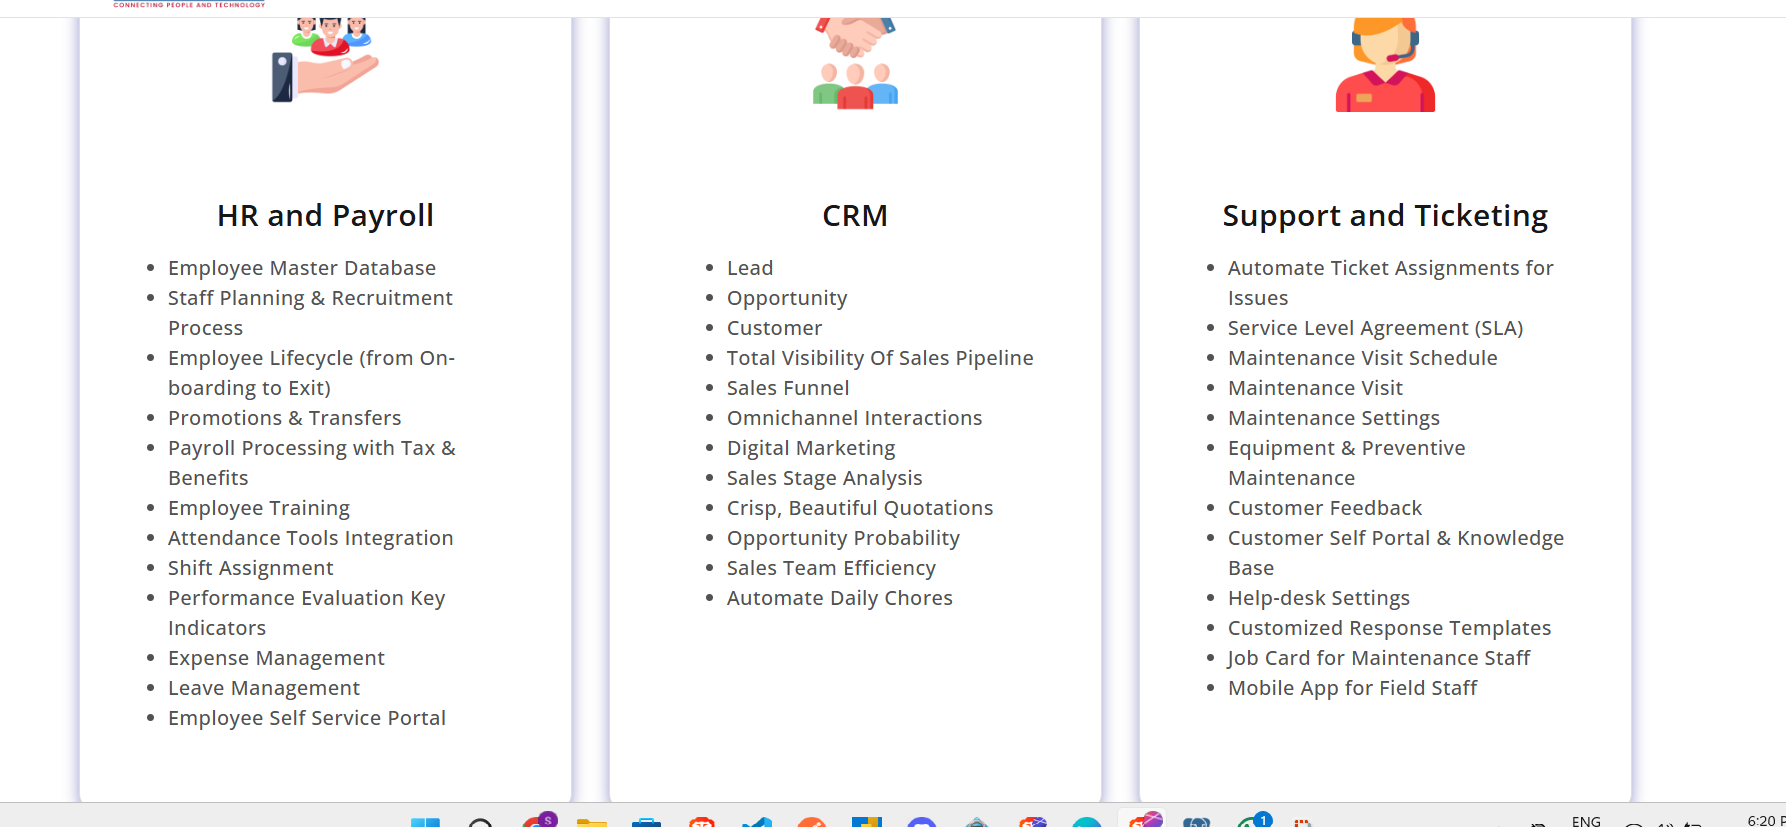 CONNECTING PEOPLE AND TECHNOLOGY
HR and Payroll
Employee Master Database
Staff Planning & Recruitment
Process
Employee Lifecycle (from On-
boarding to Exit)
Promotions & Transfers
Payroll Processing with Tax &
Benefits
Employee Training
Attendance Tools Integration
Shift Assignment
Performance Evaluation Key
Indicators
Expense Management
Leave Management
Employee Self Service Portal
CRM
Lead
Opportunity
Customer
Total Visibility Of Sales Pipeline
Sales Funnel
Omnichannel Interactions
Digital Marketing
Sales Stage Analysis
Crisp, Beautiful Quotations
Opportunity Probability
Sales Team Efficiency
Automate Daily Chores
Support and Ticketing
Automate Ticket Assignments for
Issues
Service Level Agreement (SLA)
Maintenance Visit Schedule
Maintenance Visit
Maintenance Settings
Equipment & Preventive
Maintenance
Customer Feedback
Customer Self Portal & Knowledge
Base
Help-desk Settings
Customized Response Templates
Job Card for Maintenance Staff
Mobile App for Field Staff
S
1
ENG
6:20